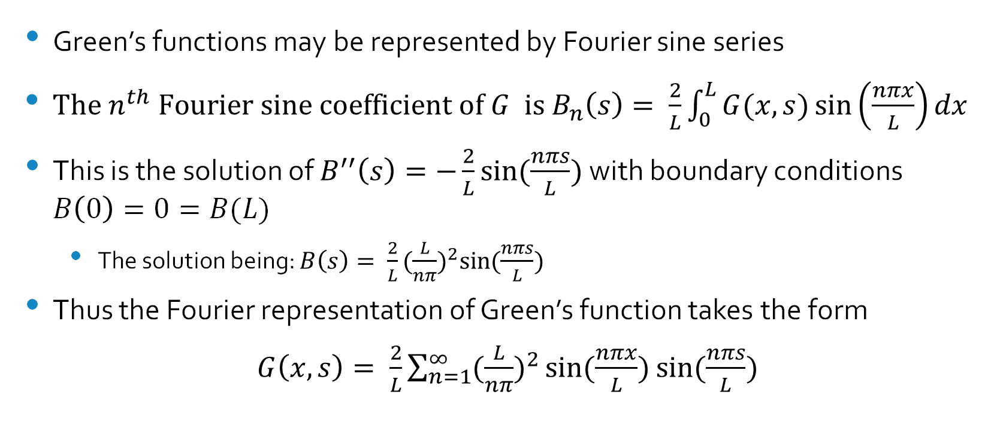 • Green’s functions may be represented by Fourier sine series
• The $n^{th}$ Fourier sine coefficient of $G$ is $B_n(s) = \frac{2}{L}\int_0^L G(x,s)\sin\left(\frac{n\pi x}{L}\right)dx$
• This is the solution of $B''(s) = -\frac{2}{L}\sin(\frac{n\pi s}{L})$ with boundary conditions
$B(0) = 0 = B(L)$
• The solution being: $B(s) = \frac{2}{L}(\frac{L}{n\pi})^2\sin(\frac{n\pi s}{L})$
• Thus the Fourier representation of Green’s function takes the form
$G(x,s) = \frac{2}{L}\sum_{n=1}^{\infty}(\frac{L}{n\pi})^2\sin(\frac{n\pi x}{L})\sin(\frac{n\pi s}{L})$